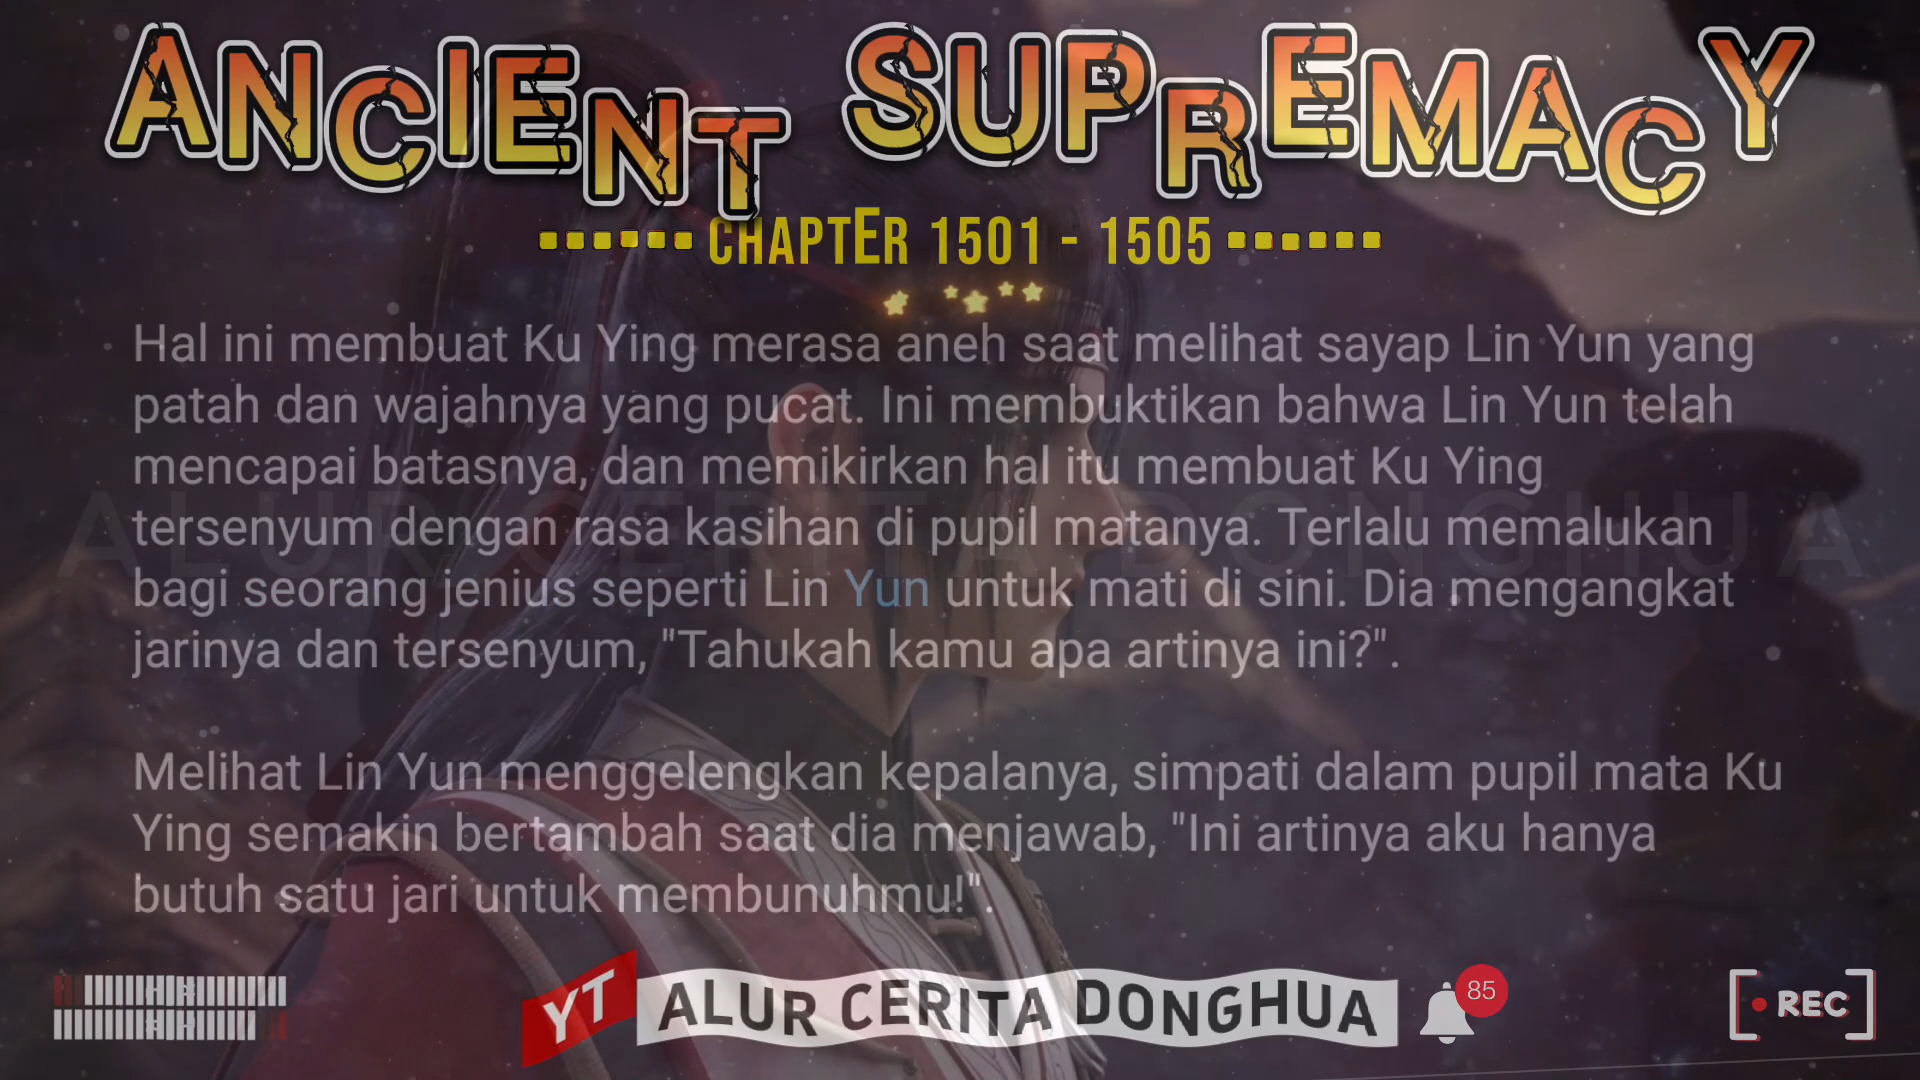 ANCIENT SUPREMACY
CHAPTER 1501 - 1505
Hal ini membuat Ku Ying merasa aneh saat melihat sayap Lin Yun yang
patah dan wajahnya yang pucat. Ini membuktikan bahwa Lin Yun telah
mencapai batasnya, dan memikirkan hal itu membuat Ku Ying
ALUR CERITA DONGHUA
tersenyum dengan rasa kasihan di pupil matanya. Terlalu memalukan
bagi seorang jenius seperti Lin Yun untuk mati di sini. Dia mengangkat
jarinya dan tersenyum, "Tahukah kamu apa artinya ini?".
Melihat Lin Yun menggelengkan kepalanya, simpati dalam pupil mata Ku
Ying semakin bertambah saat dia menjawab, "Ini artinya aku hanya
butuh satu jari untuk membunuhmu!".
YT ALUR CERITA DONGHUA
85
REC